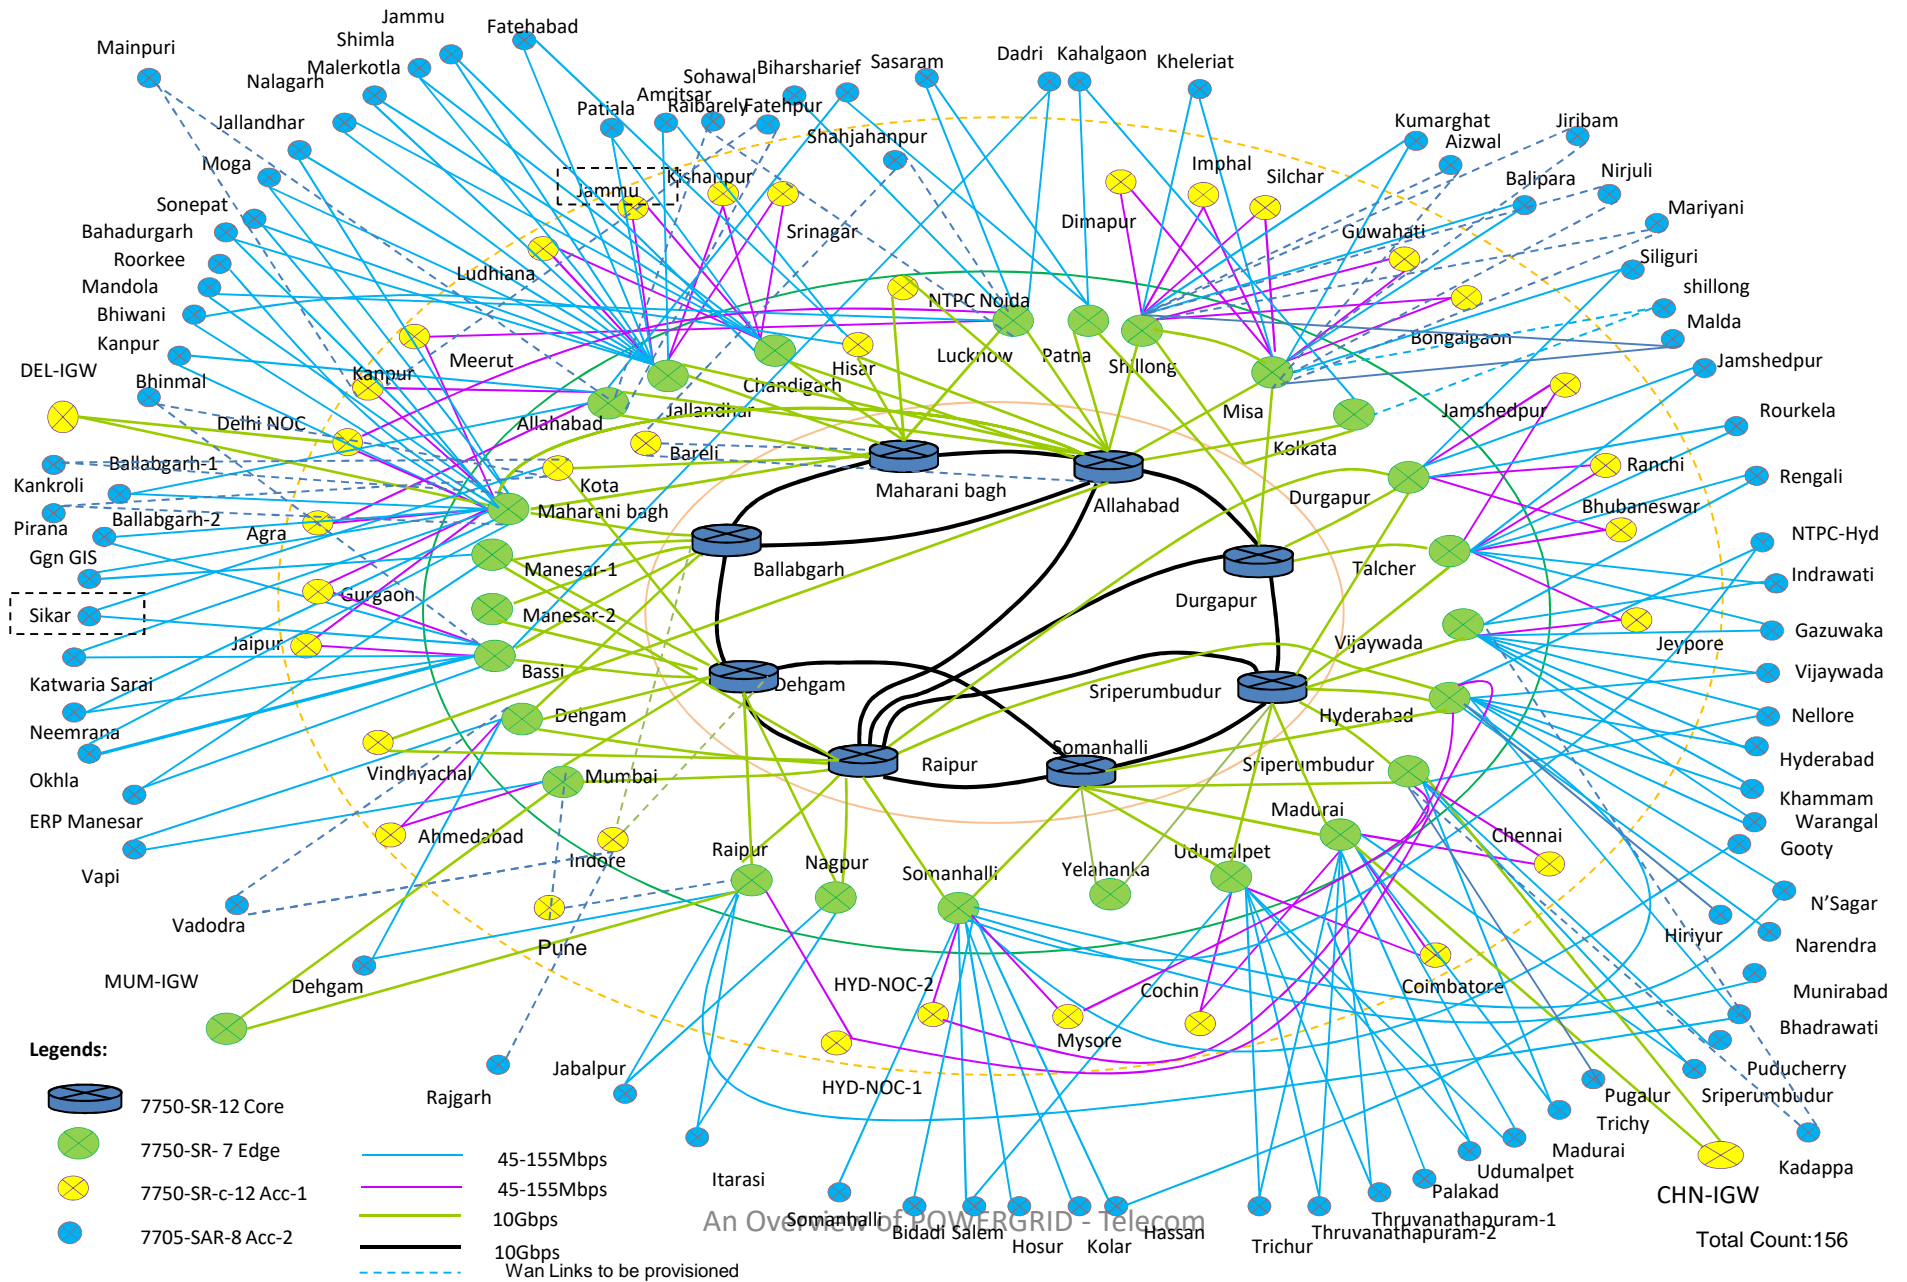 Jammu
Fatehabad
Mainpuri
Shimla
Malerkotla
Nalagarh
Jallandhar
Moga
Sonepat
Bahadurgarh
Roorkee
Mandola
Bhiwani
Kanpur
Bhinmal
DEL-IGW
Delhi NOC
Ballabgarh-1
Kankroli
Pirana
Ballabgarh-2
Ggn GIS
Sikar
Katwaria Sarai
Neemrana
Okhla
ERP Manesar
Vapi
Vadodra
MUM-IGW
Dehgam
Rajgarh
Jabalpur
Itarasi
Patiala
Amritsar
Sohawal
Raibarely
Fatehpur
Biharsharief
Shahjahanpur
Sasaram
Dadri
Kahalgaon
Kheleriat
Jammu
Kishanpur
Srinagar
Ludhiana
Meerut
Kanpur
Hisar
NTPC Noida
Lucknow
Patna
Shillong
Chandigarh
Jallandhar
Allahabad
Bareli
Kota
Agra
Gurgaon
Jaipur
Maharani bagh
Manesar-1
Manesar-2
Bassi
Dehgam
Mumbai
Vindhyachal
Ahmedabad
Indore
Pune
Raipur
Nagpur
Somanhalli
Yelahanka
Udumalpet
Madurai
Sriperumbudur
Hyderabad
Vijaywada
Talcher
Durgapur
Kolkata
Misa
Maharani bagh
Allahabad
Ballabgarh
Durgapur
Dehgam
Sriperumbudur
Raipur
Somanhalli
Imphal
Silchar
Dimapur
Guwahati
Bongaigaon
Jamshedpur
Ranchi
Bhubaneswar
Jeypore
Chennai
Coimbatore
Cochin
Mysore
HYD-NOC-2
HYD-NOC-1
Kumarghat
Aizwal
Jiribam
Balipara
Nirjuli
Mariyani
Siliguri
shillong
Malda
Jamshedpur
Rourkela
Rengali
NTPC-Hyd
Indrawati
Gazuwaka
Vijaywada
Nellore
Hyderabad
Khammam
Warangal
Gooty
N'Sagar
Hiriyur
Narendra
Munirabad
Bhadrawati
Puducherry
Sriperumbudur
Pugalur
Trichy
Madurai
Kadappa
Udumalpet
Palakad
Thruvanathapuram-1
Thruvanathapuram-2
Trichur
Hassan
Kolar
Hosur
Salem
Bidadi
Somanhalli
CHN-IGW
Total Count:156
Legends:
7750-SR-12 Core
7750-SR- 7 Edge
7750-SR-c-12 Acc-1
7705-SAR-8 Acc-2
45-155Mbps
45-155Mbps
10Gbps
10Gbps
Wan Links to be provisioned
An Overview of POWERGRID - Telecom